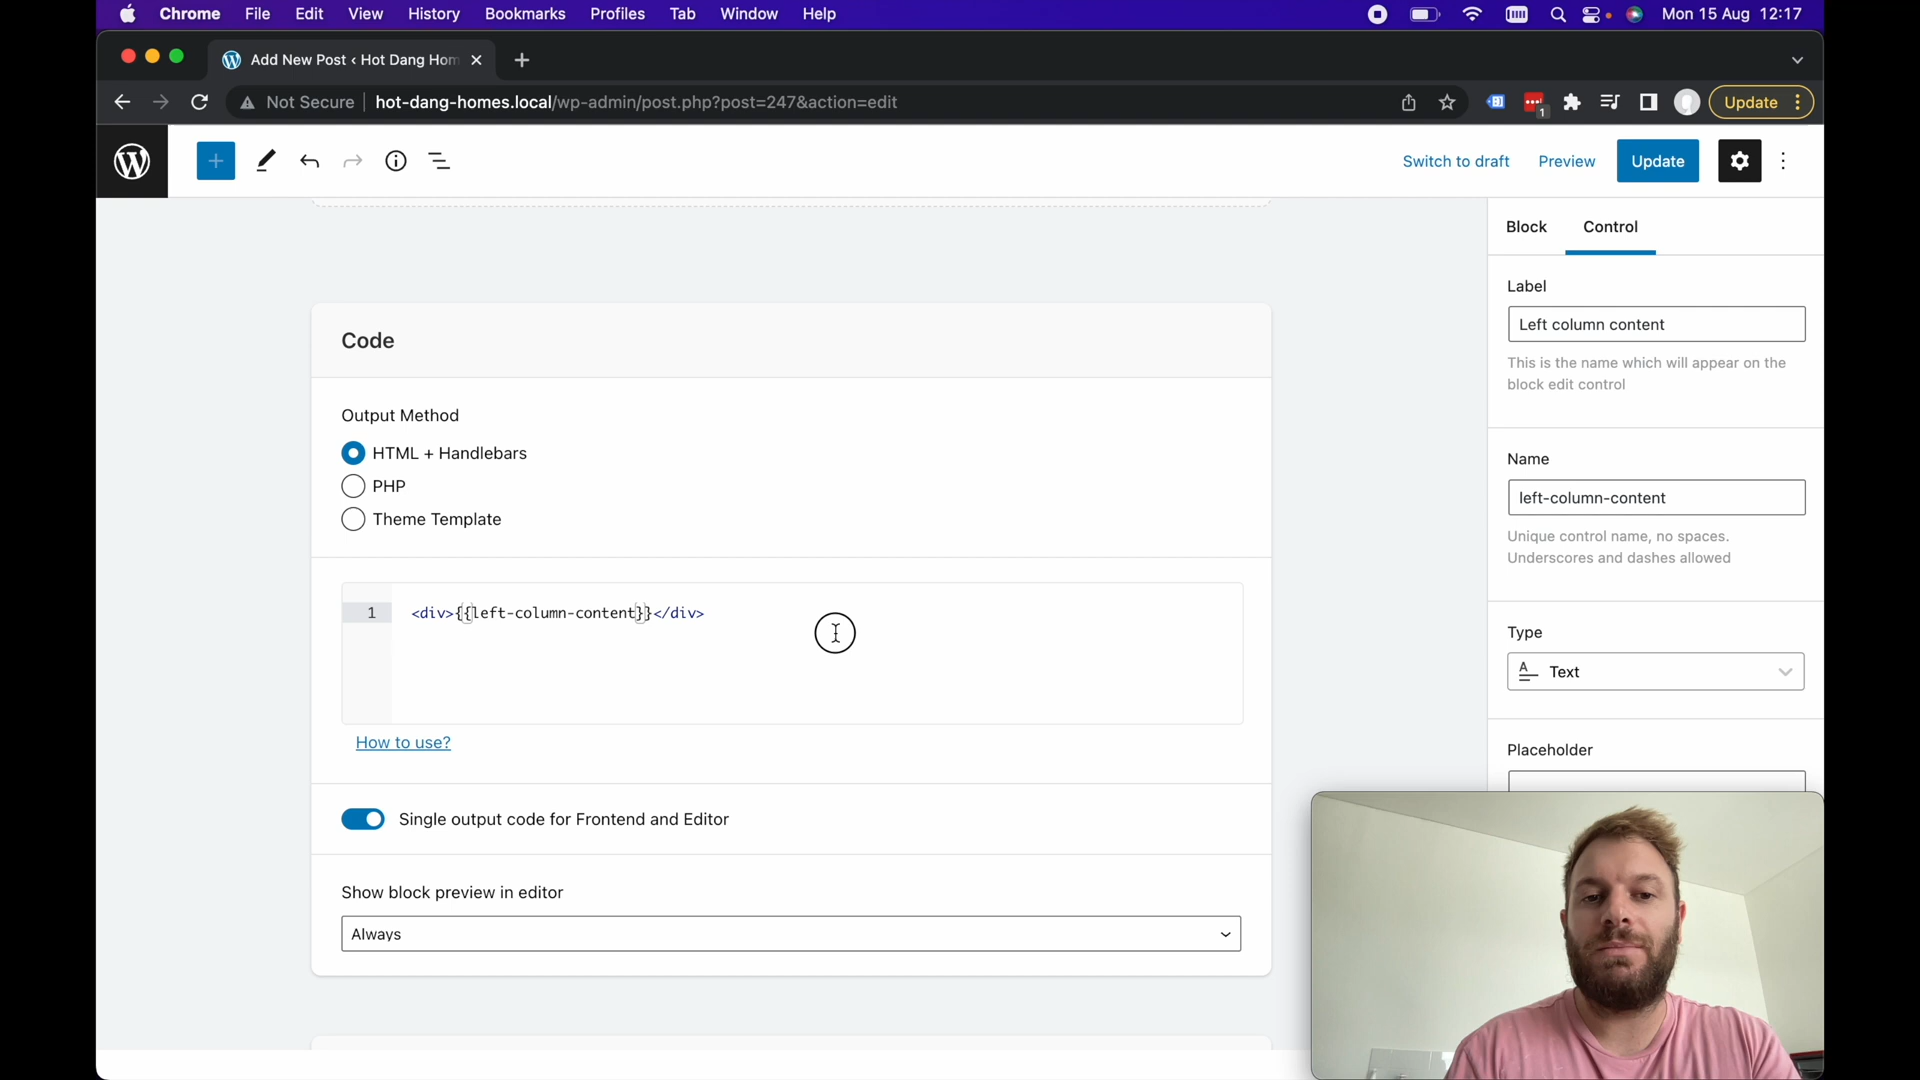 Chrome File Edit View History Bookmarks Profiles Tab Window Help Mon 15 Aug 12:17
Add New Post ‹ Hot Dang Hom
Not Secure hot-dang-homes.local/wp-admin/post.php?post=247&action=edit 1 Update
Switch to draft Preview Update
Block Control
Label
Left column content
This is the name which will appear on the
block edit control
Code
Output Method
HTML + Handlebars
PHP
Theme Template
Name
left-column-content
Unique control name, no spaces.
Underscores and dashes allowed
1 <div>{{left-column-content}}</div>
Type
Text
How to use?
Placeholder
Single output code for Frontend and Editor
Show block preview in editor
Always